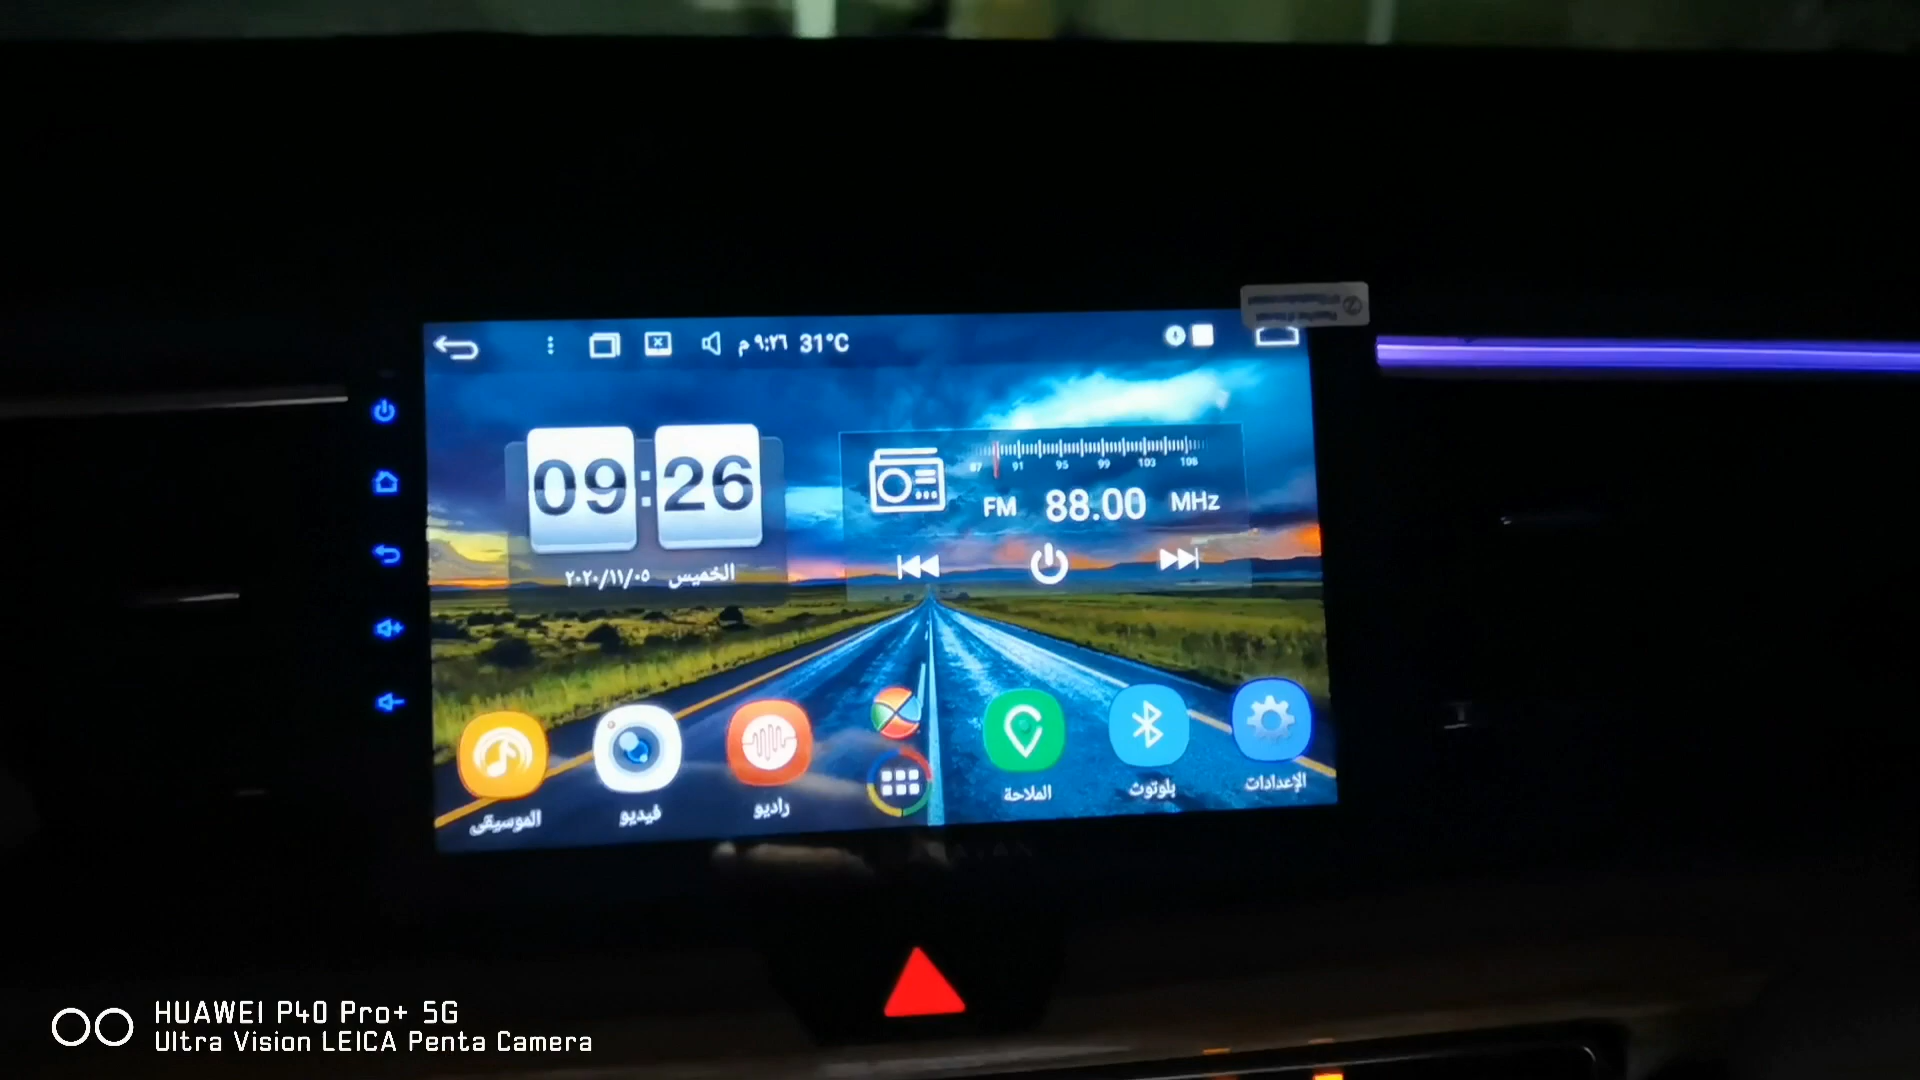 م ٩:٢٦ 31°C
09:26
الخميس ٢٠٢٠/١١/٠٥
87 91 95 99 103 108
FM 88.00 MHz
الموسيقى
فيديو
راديو
الملاحة
بلوتوث
الإعدادات
HUAWEI P40 Pro+ 5G
Ultra Vision LEICA Penta Camera